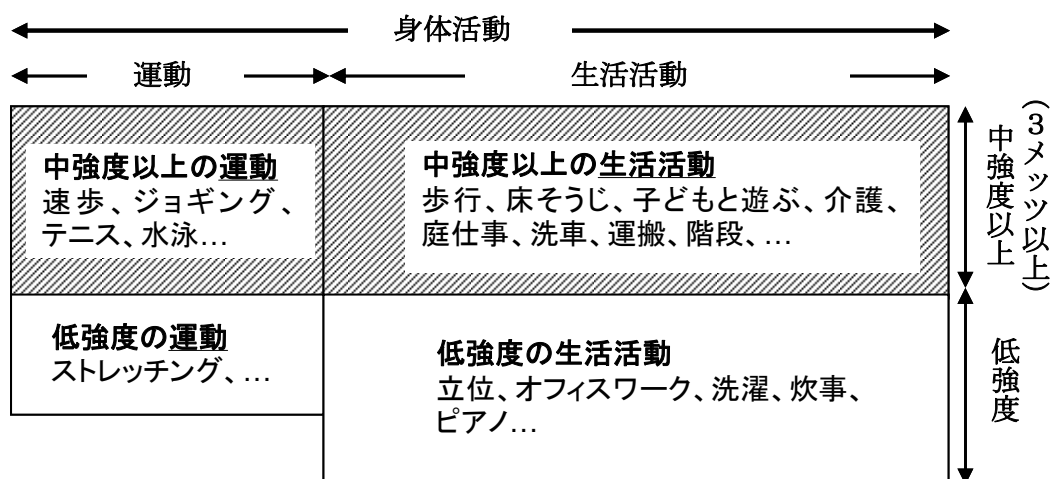 身体活動
運動
生活活動
中強度以上の運動
速歩、ジョギング、
テニス、水泳…
中強度以上の生活活動
歩行、床そうじ、子どもと遊ぶ、介護、
庭仕事、洗車、運搬、階段、…
(3メッツ以上)
中強度以上
低強度の運動
ストレッチング、…
低強度の生活活動
立位、オフィスワーク、洗濯、炊事、
ピアノ…
低強度